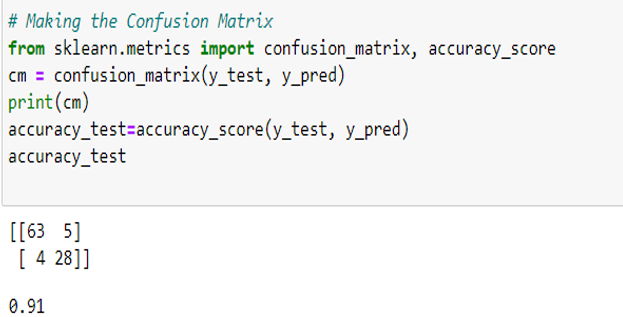 # Making the Confusion Matrix
from sklearn.metrics import confusion_matrix, accuracy_score
cm = confusion_matrix(y_test, y_pred)
print(cm)
accuracy_test=accuracy_score(y_test, y_pred)
accuracy_test
[[63  5]
 [ 4 28]]
0.91